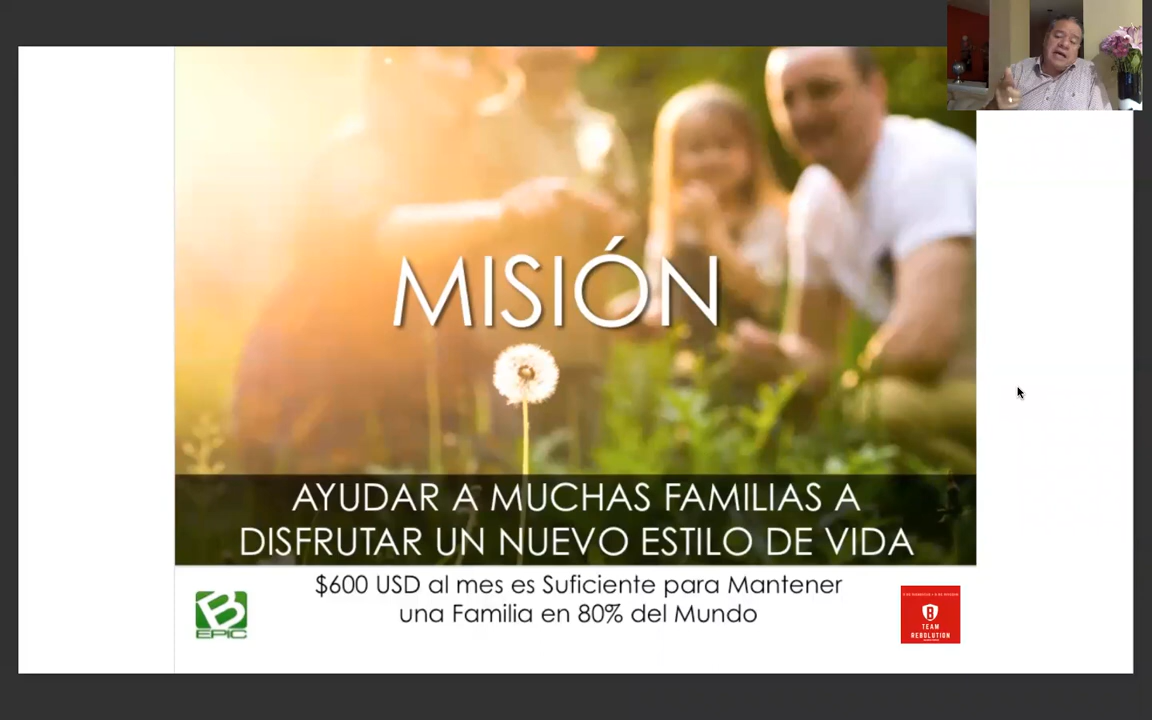 MISIÓN
AYUDAR A MUCHAS FAMILIAS A
DISFRUTAR UN NUEVO ESTILO DE VIDA
$600 USD al mes es Suficiente para Mantener
una Familia en 80% del Mundo
B
EPIC
B
TEAM
REBOLUTION